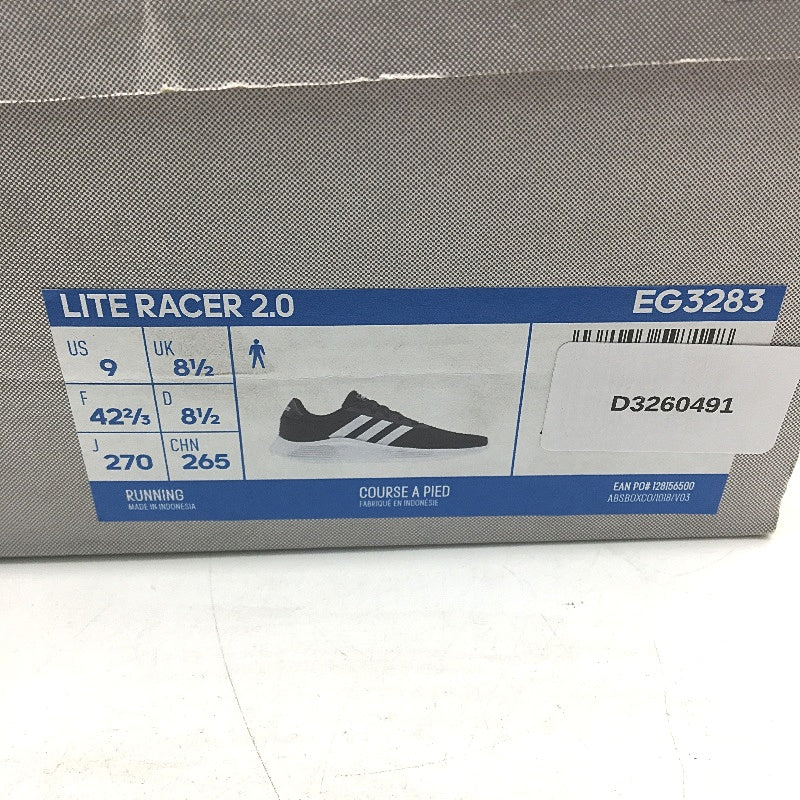 LITE RACER 2.0 EG3283
US 9 UK 8½
F 42⅔ D 8½
J 270 CHN 265
D3260491
RUNNING
MADE IN INDONESIA
COURSE A PIED
FABRIQUÉ EN INDONÉSIE
EAN PO# 128156500
ABSBOXCO/1018/V03